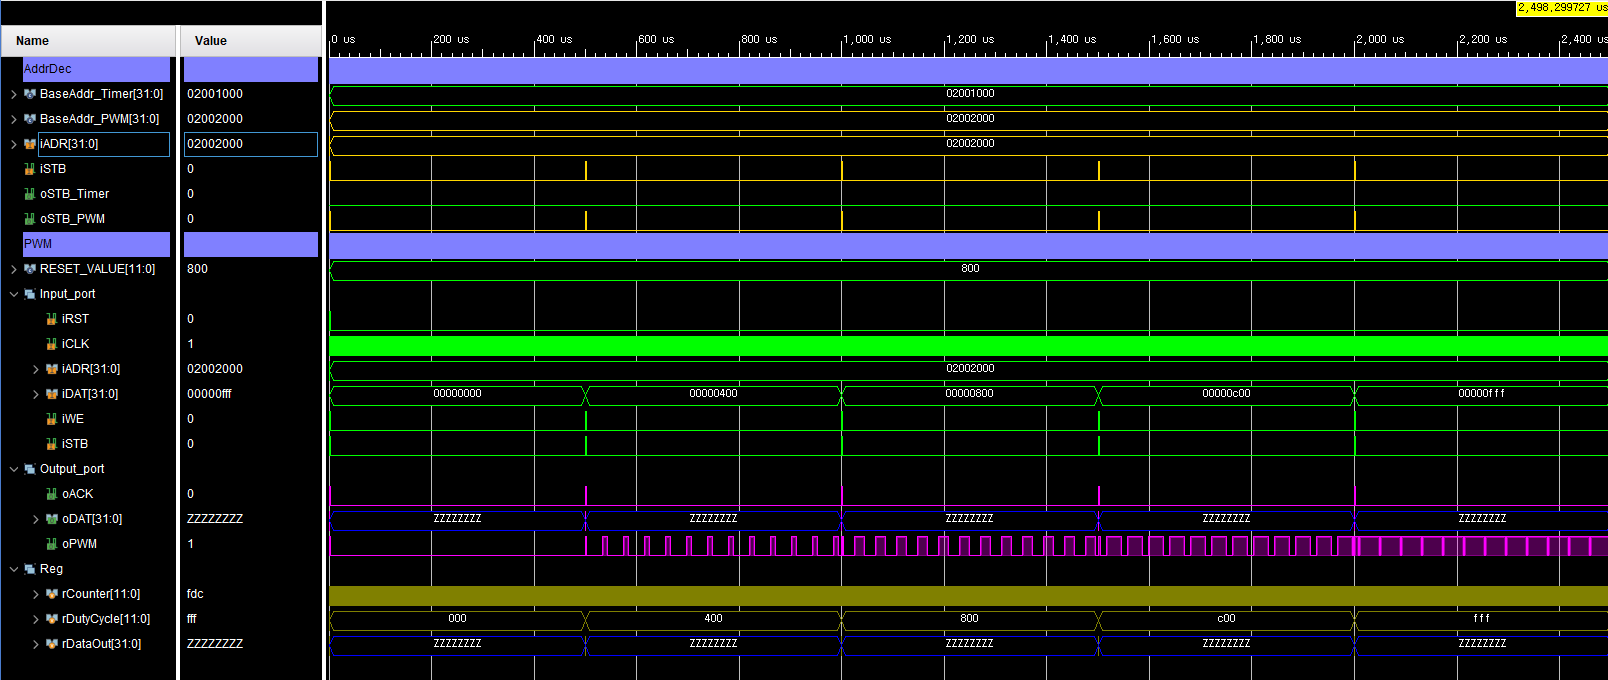 2,498.299727 us
Name Value
0 us 200 us 400 us 600 us 800 us 1,000 us 1,200 us 1,400 us 1,600 us 1,800 us 2,000 us 2,200 us 2,400 us
AddrDec
BaseAddr_Timer[31:0] 02001000 02001000
BaseAddr_PWM[31:0] 02002000 02002000
iADR[31:0] 02002000 02002000
iSTB 0
oSTB_Timer 0
oSTB_PWM 0
PWM
RESET_VALUE[11:0] 800 800
Input_port
iRST 0
iCLK 1
iADR[31:0] 02002000 02002000
iDAT[31:0] 00000fff 00000000 00000400 00000800 00000c00 00000fff
iWE 0
iSTB 0
Output_port
oACK 0
oDAT[31:0] ZZZZZZZZ ZZZZZZZZ ZZZZZZZZ ZZZZZZZZ ZZZZZZZZ ZZZZZZZZ
oPWM 1
Reg
rCounter[11:0] fdc
rDutyCycle[11:0] fff 000 400 800 c00 fff
rDataOut[31:0] ZZZZZZZZ ZZZZZZZZ ZZZZZZZZ ZZZZZZZZ ZZZZZZZZ ZZZZZZZZ